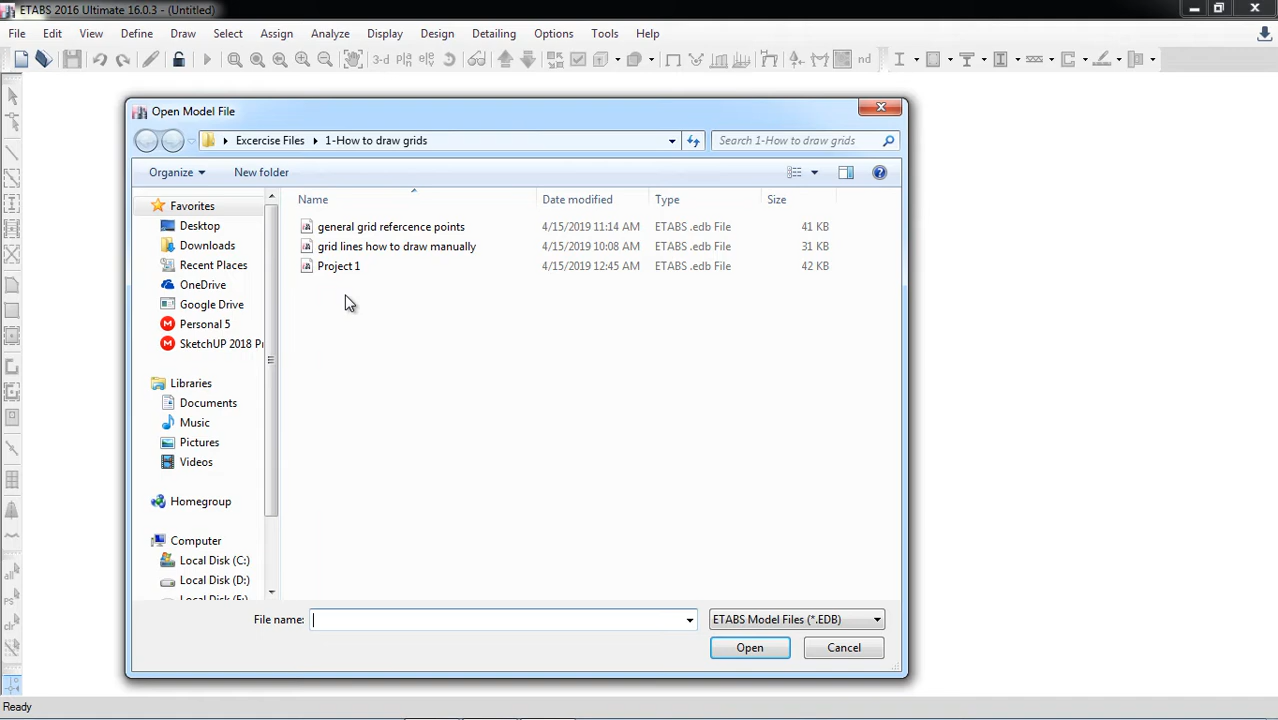 ETABS 2016 Ultimate 16.0.3 - (Untitled)
File Edit View Define Draw Select Assign Analyze Display Design Detailing Options Tools Help
3-d nd
Open Model File
Excercise Files 1-How to draw grids Search 1-How to draw grids
Organize New folder
Name Date modified Type Size
general grid refercence points 4/15/2019 11:14 AM ETABS .edb File 41 KB
grid lines how to draw manually 4/15/2019 10:08 AM ETABS .edb File 31 KB
Project 1 4/15/2019 12:45 AM ETABS .edb File 42 KB
Favorites
Desktop
Downloads
Recent Places
OneDrive
Google Drive
Personal 5
SketchUP 2018 Pr
Libraries
Documents
Music
Pictures
Videos
Homegroup
Computer
Local Disk (C:)
Local Disk (D:)
all
ps
clr
File name: ETABS Model Files (*.EDB)
Open Cancel
Ready